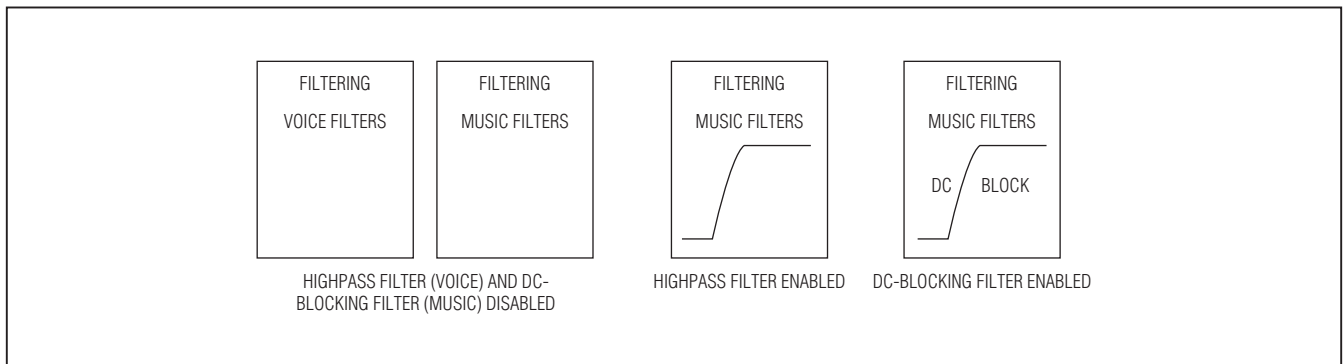 FILTERING
VOICE FILTERS
FILTERING
MUSIC FILTERS
HIGHPASS FILTER (VOICE) AND DC-
BLOCKING FILTER (MUSIC) DISABLED
FILTERING
MUSIC FILTERS
HIGHPASS FILTER ENABLED
FILTERING
MUSIC FILTERS
DC BLOCK
DC-BLOCKING FILTER ENABLED